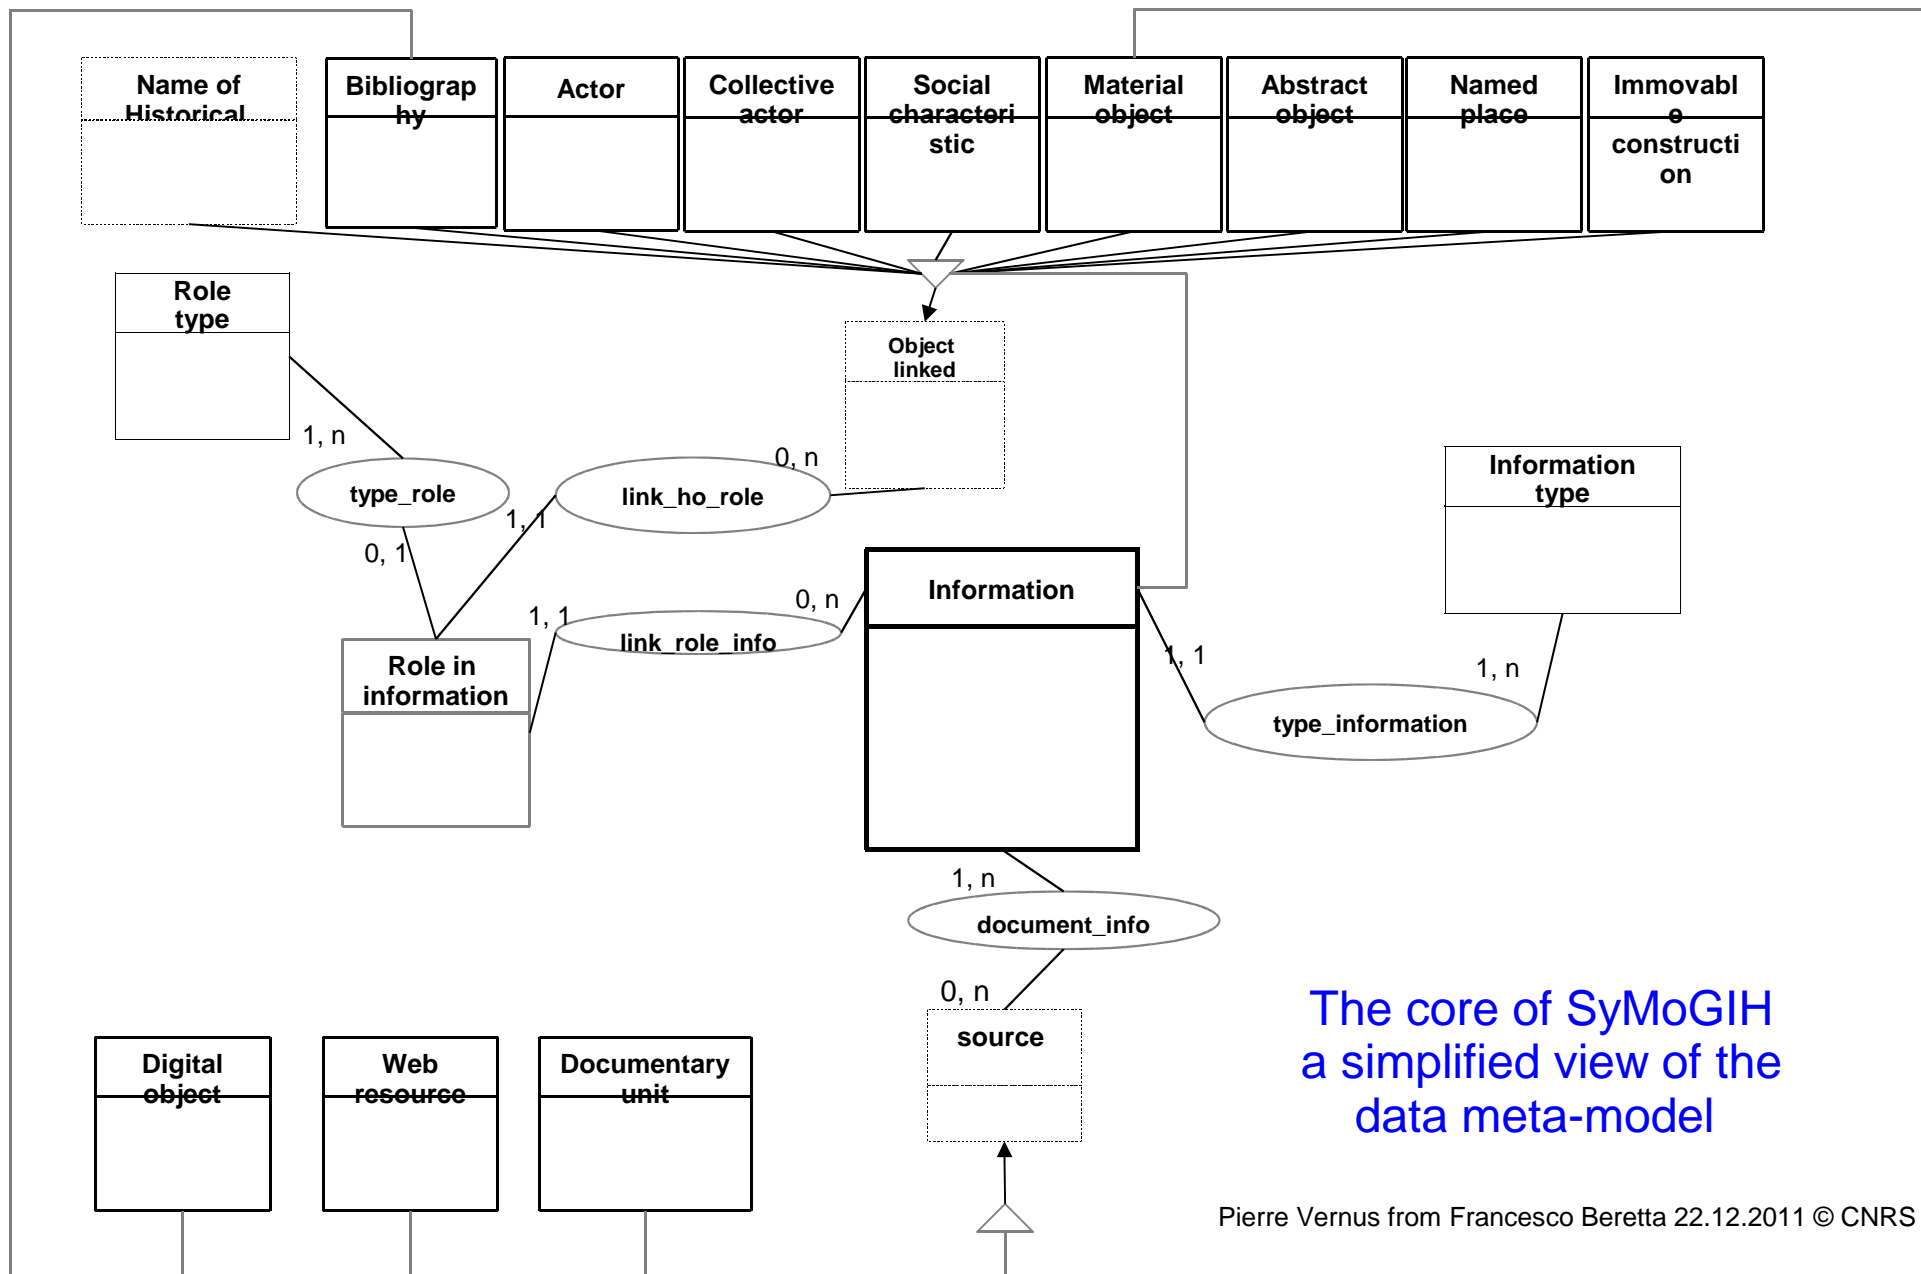 Name of
Historical
Bibliograp
hy
Actor
Collective
actor
Social
characteri
stic
Material
object
Abstract
object
Named
place
Immovabl
e
constructi
on
Role
type
Object
linked
1, n
0, n
type_role
link_ho_role
Information
type
1, 1
0, 1
Information
0, n
1, 1
link_role_info
Role in
information
1, 1
1, n
type_information
1, n
document_info
0, n
source
The core of SyMoGIH
a simplified view of the
data meta-model
Digital
object
Web
resource
Documentary
unit
Pierre Vernus from Francesco Beretta 22.12.2011 © CNRS